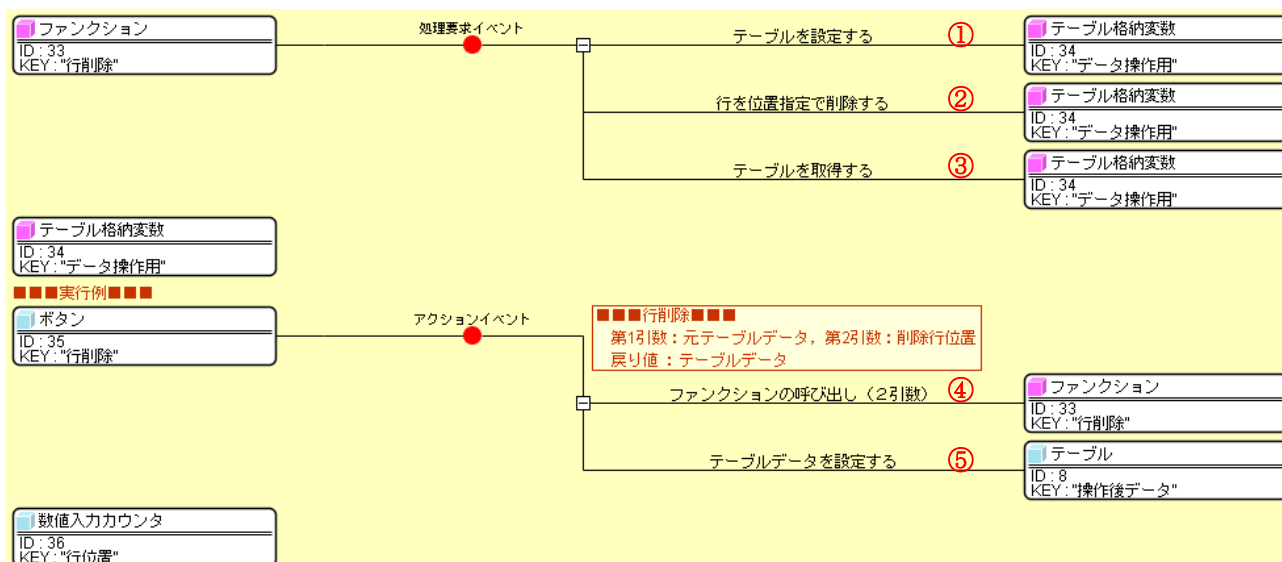 ファンクション
ID : 33
KEY : "行削除"
処理要求イベント
テーブルを設定する ①
テーブル格納変数
ID : 34
KEY : "データ操作用"
行を位置指定で削除する ②
テーブル格納変数
ID : 34
KEY : "データ操作用"
テーブルを取得する ③
テーブル格納変数
ID : 34
KEY : "データ操作用"
テーブル格納変数
ID : 34
KEY : "データ操作用"
■■■実行例■■■
ボタン
ID : 35
KEY : "行削除"
アクションイベント
■■■行削除■■■
第1引数：元テーブルデータ，第2引数：削除行位置
戻り値：テーブルデータ
ファンクションの呼び出し（２引数） ④
ファンクション
ID : 33
KEY : "行削除"
テーブルデータを設定する ⑤
テーブル
ID : 8
KEY : "操作後データ"
数値入力カウンタ
ID : 36
KEY : "行位置"